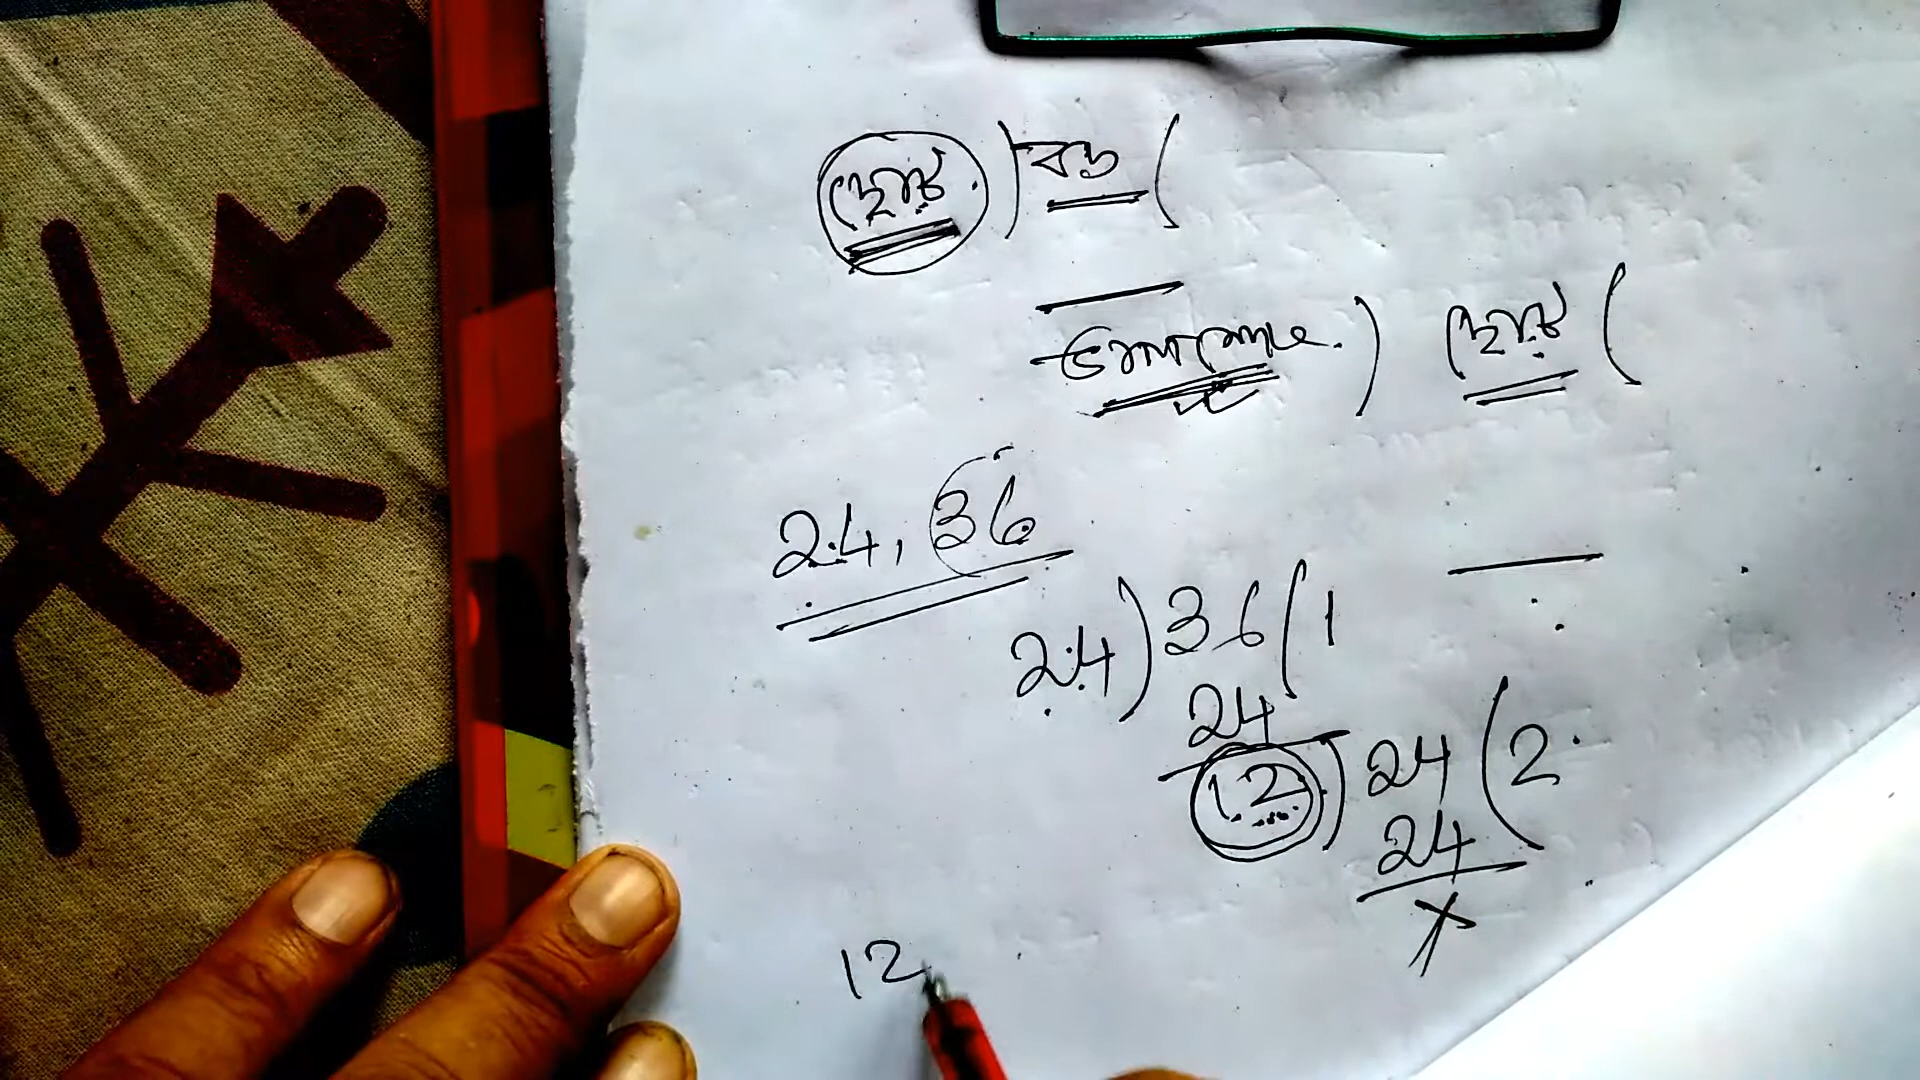 ছোট ) বড় (
ভাগশেষ ) ছোট (
24, 36
24 ) 36 ( 1
24
12 ) 24 ( 2
24
x
12